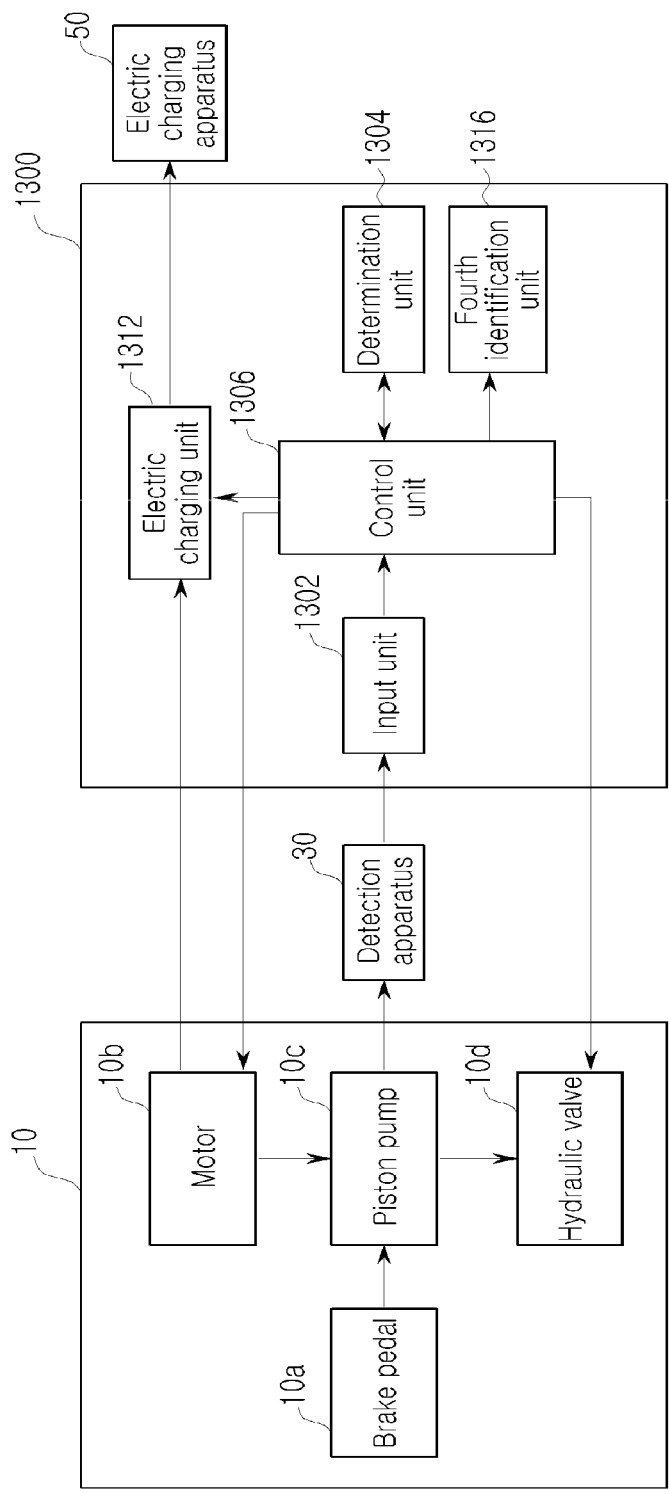 10
10a
Brake pedal
10b
Motor
10c
Piston pump
10d
Hydraulic valve
30
Detection
apparatus
1300
1302
Input unit
1306
Control
unit
1312
Electric
charging unit
1304
Determination
unit
1316
Fourth
identification
unit
50
Electric
charging
apparatus